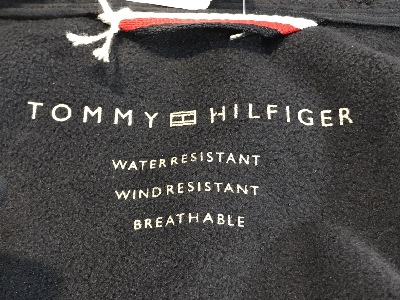 TOMMY HILFIGER
WATER RESISTANT
WIND RESISTANT
BREATHABLE